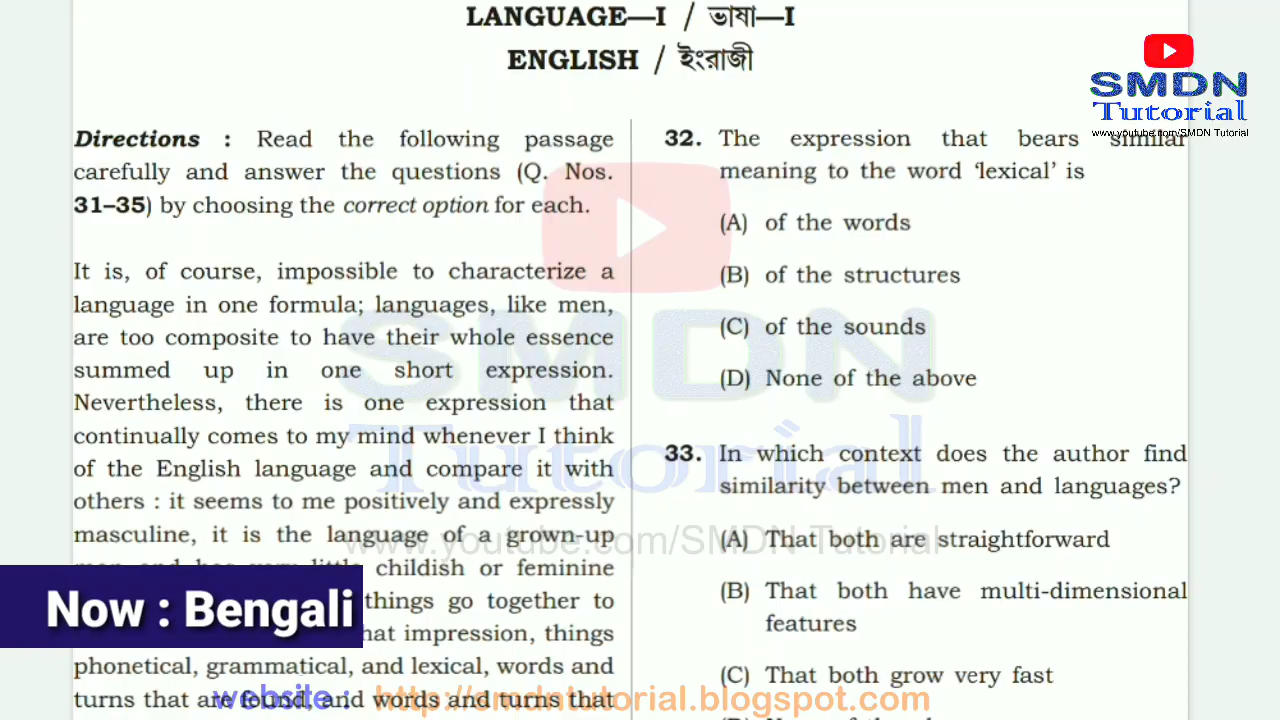 LANGUAGE—I / ভাষা—I
ENGLISH / ইংরাজী
SMDN
Tutorial
www.youtube.com/SMDN Tutorial
Directions : Read the following passage
carefully and answer the questions (Q. Nos.
31–35) by choosing the correct option for each.
It is, of course, impossible to characterize a
language in one formula; languages, like men,
are too composite to have their whole essence
summed up in one short expression.
Nevertheless, there is one expression that
continually comes to my mind whenever I think
of the English language and compare it with
others : it seems to me positively and expressly
masculine, it is the language of a grown-up
childish or feminine
things go together to
that impression, things
phonetical, grammatical, and lexical, words and
turns that are found, and words and turns that
32. The expression that bears similar
meaning to the word ‘lexical’ is
(A) of the words
(B) of the structures
(C) of the sounds
(D) None of the above
33. In which context does the author find
similarity between men and languages?
(A) That both are straightforward
(B) That both have multi-dimensional
features
(C) That both grow very fast
SMDN
Tutorial
www.youtube.com/SMDN Tutorial
Now : Bengali
website : http://smdntutorial.blogspot.com